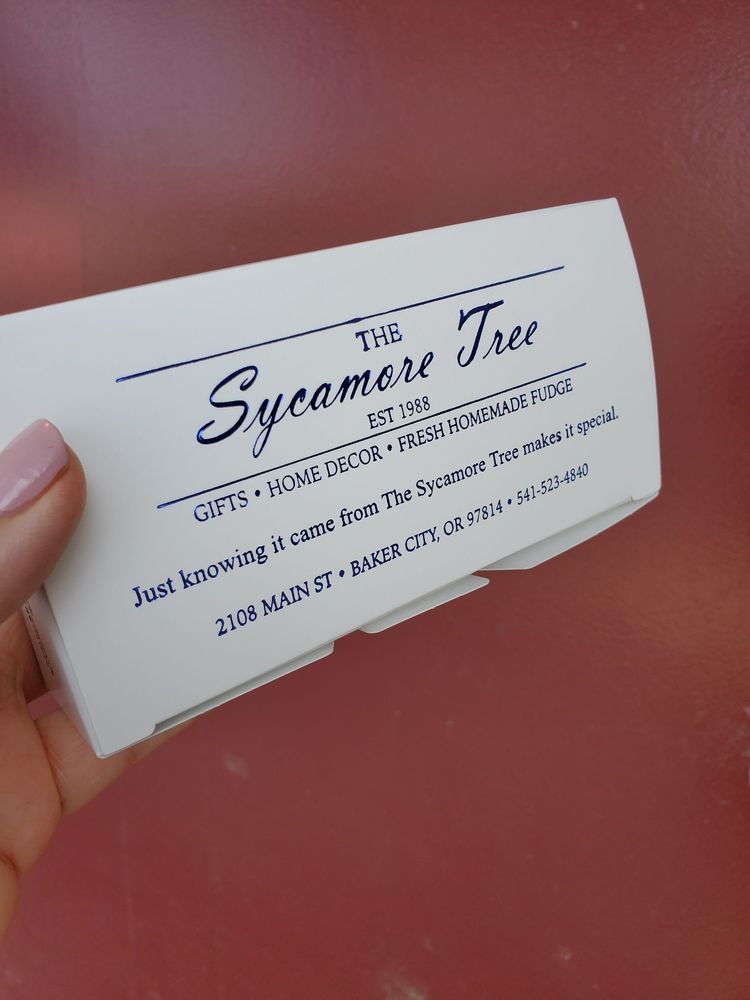 THE
Sycamore Tree
EST 1988
GIFTS • HOME DECOR • FRESH HOMEMADE FUDGE
Just knowing it came from The Sycamore Tree makes it special.
2108 MAIN ST • BAKER CITY, OR 97814 • 541-523-4840